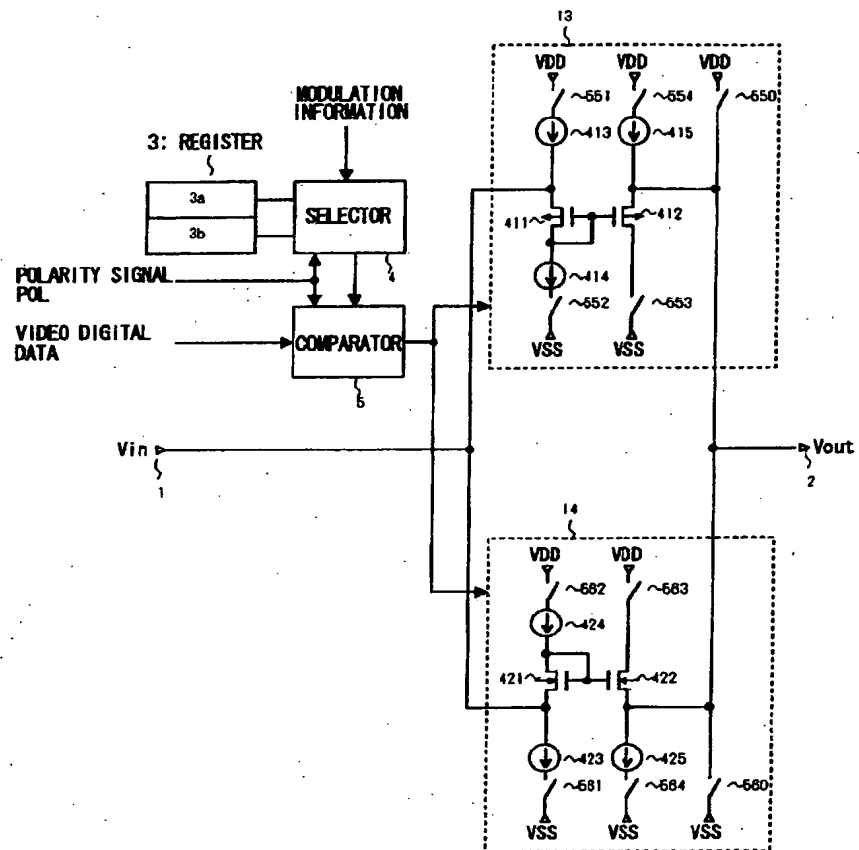 13
VDD VDD VDD
551 554 550
MODULATION
INFORMATION
413 415
3: REGISTER
3a
3b
SELECTOR
411 412
4
414
POLARITY SIGNAL
POL
552 553
VIDEO DIGITAL
DATA
COMPARATOR
VSS VSS
5
Vin
1
Vout
2
14
VDD VDD
562 563
424
421 422
423 425
561 564 560
VSS VSS VSS